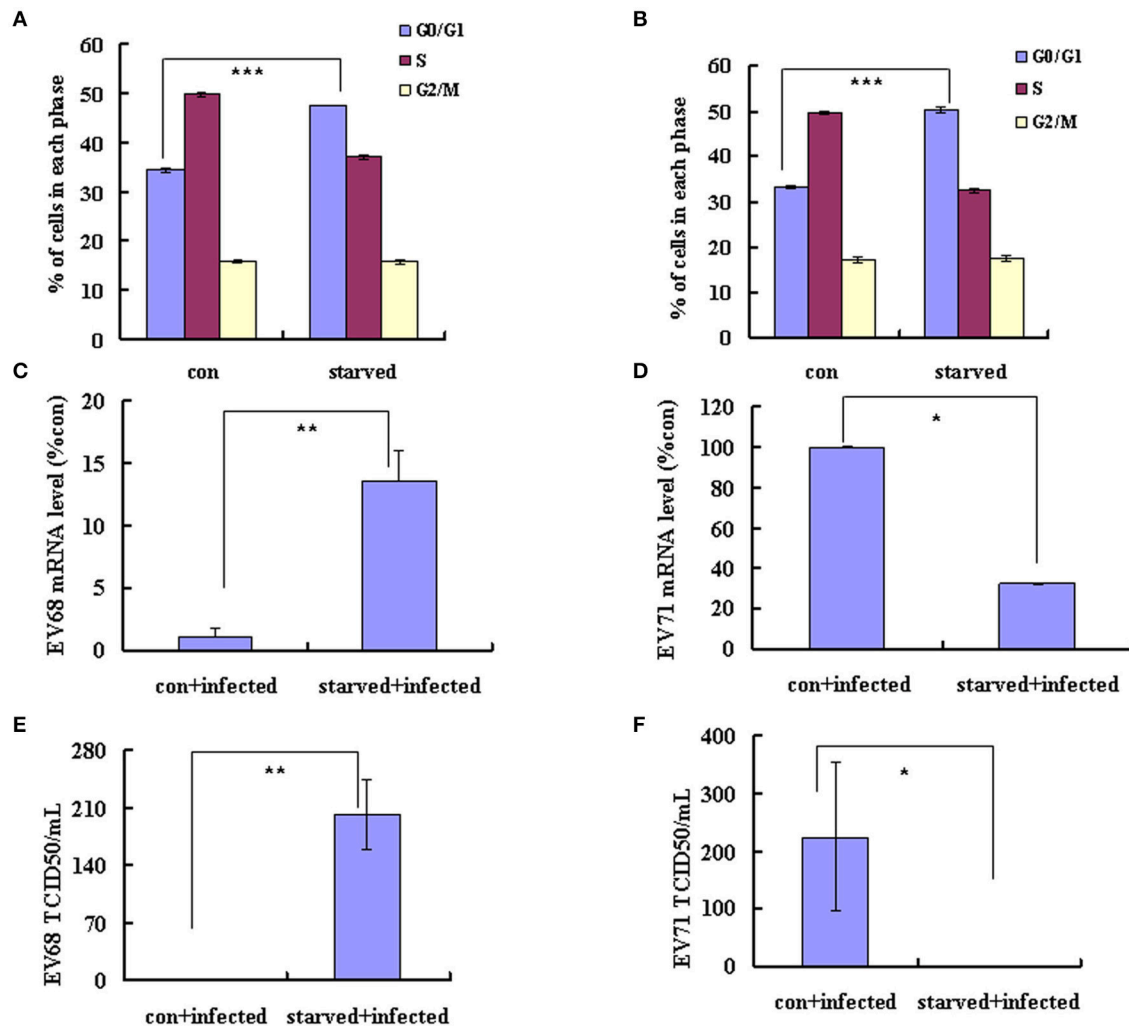 A
% of cells in each phase
60
50
40
30
20
10
0
***
G0/G1
S
G2/M
con
starved
B
% of cells in each phase
60
50
40
30
20
10
0
***
G0/G1
S
G2/M
con
starved
C
EV68 mRNA level (%con)
20
15
10
5
0
**
con+infected
starved+infected
D
EV71 mRNA level (%con)
120
100
80
60
40
20
0
*
con+infected
starved+infected
E
EV68 TCID50/mL
280
210
140
70
0
**
con+infected
starved+infected
F
EV71 TCID50/mL
400
300
200
100
0
*
con+infected
starved+infected